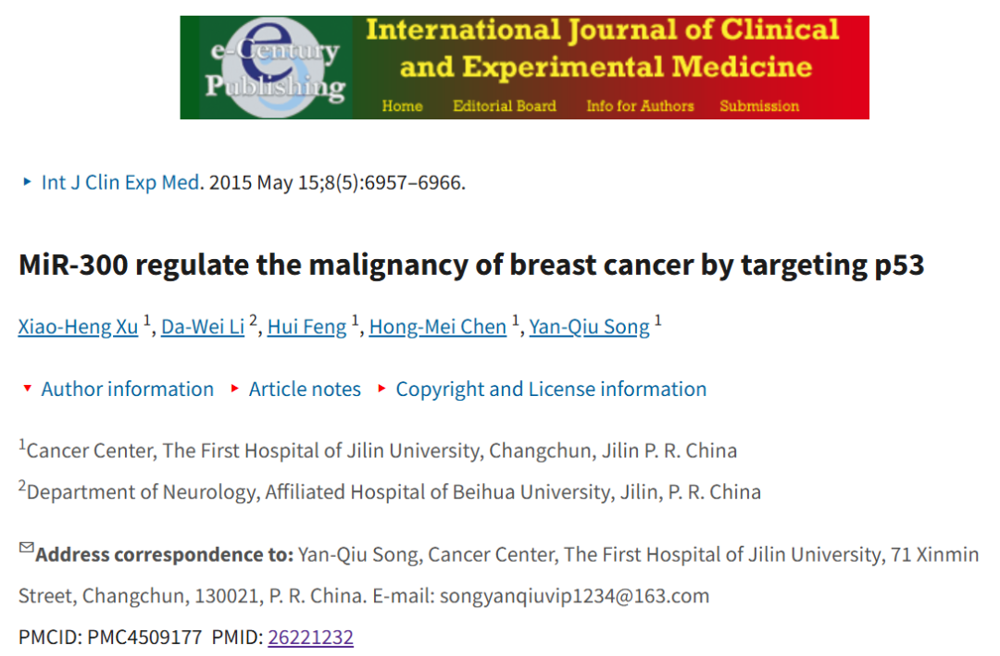 e-Century
Publishing
International Journal of Clinical
and Experimental Medicine
Home Editorial Board Info for Authors Submission
Int J Clin Exp Med. 2015 May 15;8(5):6957–6966.
MiR-300 regulate the malignancy of breast cancer by targeting p53
Xiao-Heng Xu 1, Da-Wei Li 2, Hui Feng 1, Hong-Mei Chen 1, Yan-Qiu Song 1
Author information Article notes Copyright and License information
1Cancer Center, The First Hospital of Jilin University, Changchun, Jilin P. R. China
2Department of Neurology, Affiliated Hospital of Beihua University, Jilin, P. R. China
Address correspondence to: Yan-Qiu Song, Cancer Center, The First Hospital of Jilin University, 71 Xinmin
Street, Changchun, 130021, P. R. China. E-mail: songyanqiuvip1234@163.com
PMCID: PMC4509177 PMID: 26221232